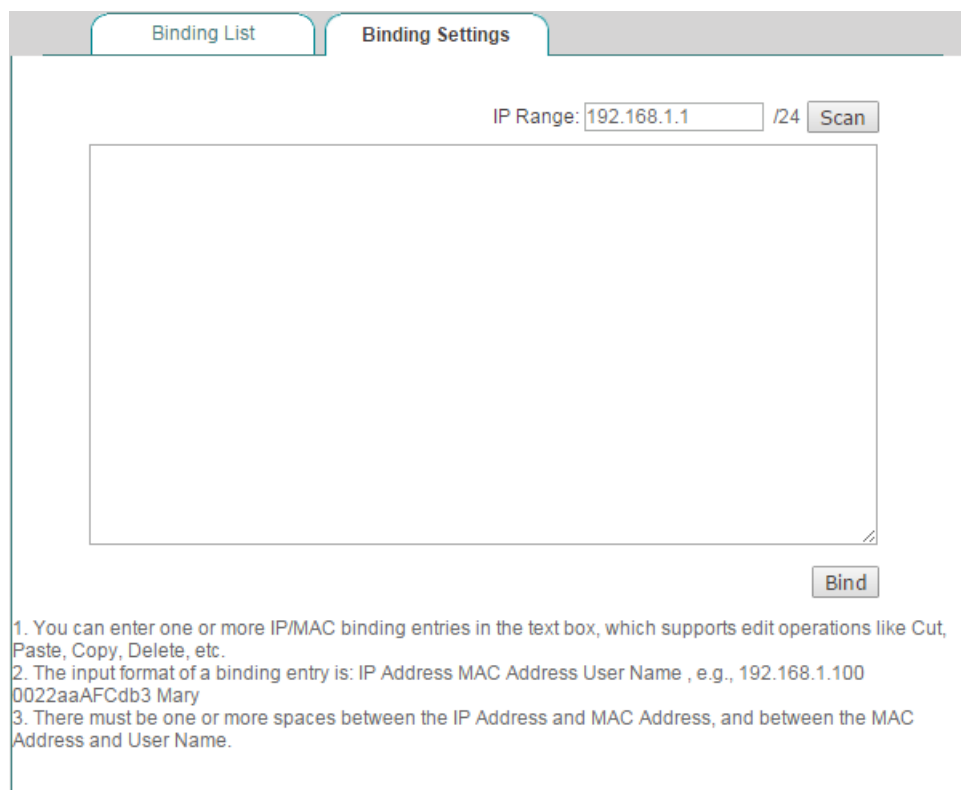 Binding List
Binding Settings
IP Range: 192.168.1.1 /24 Scan
Bind
1. You can enter one or more IP/MAC binding entries in the text box, which supports edit operations like Cut,
Paste, Copy, Delete, etc.
2. The input format of a binding entry is: IP Address MAC Address User Name , e.g., 192.168.1.100
0022aaAFCdb3 Mary
3. There must be one or more spaces between the IP Address and MAC Address, and between the MAC
Address and User Name.